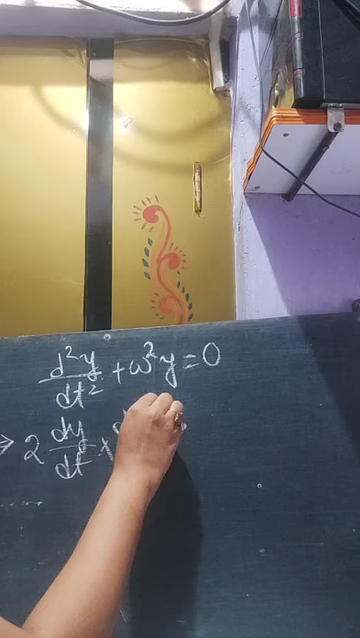 d²y/dt² + ω²y = 0
⇒ 2 dy/dt ×